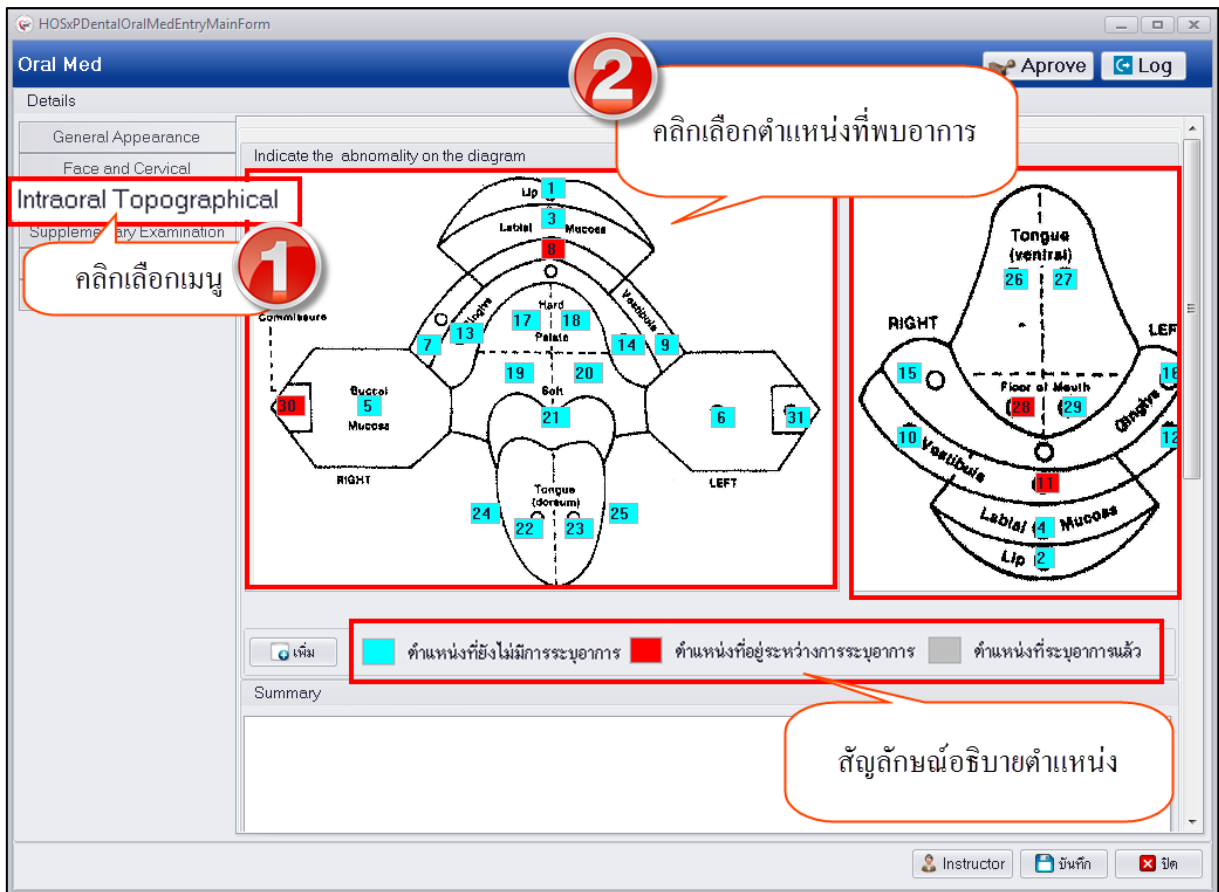 HOSxPDentalOralMedEntryMainForm
Oral Med
Aprove
Log
Details
General Appearance
Face and Cervical
Intraoral Topographical
Supplementary Examination
1
คลิกเลือกเมนู
2
คลิกเลือกตำแหน่งที่พบอาการ
Indicate the abnomality on the diagram
Lip 1
Labial 3 Mucosa
8
Commissure
Gingiva
Vestibule
Hard
17 18
Palate
7 13 14 9
19 20
Soft
21
30
Buccal
5
Mucosa
6 31
RIGHT
LEFT
Tongue
(dorsum)
24 25
22 23
Tongue
(ventral)
26 27
RIGHT
LEF
15 16
Floor of Mouth
28 29
10 Vestibule
Gingiva
12
11
Labial 4 Mucosa
Lip 2
เพิ่ม
ตำแหน่งที่ยังไม่มีการระบุอาการ
ตำแหน่งที่อยู่ระหว่างการระบุอาการ
ตำแหน่งที่ระบุอาการแล้ว
Summary
สัญลักษณ์อธิบายตำแหน่ง
Instructor
บันทึก
ปิด